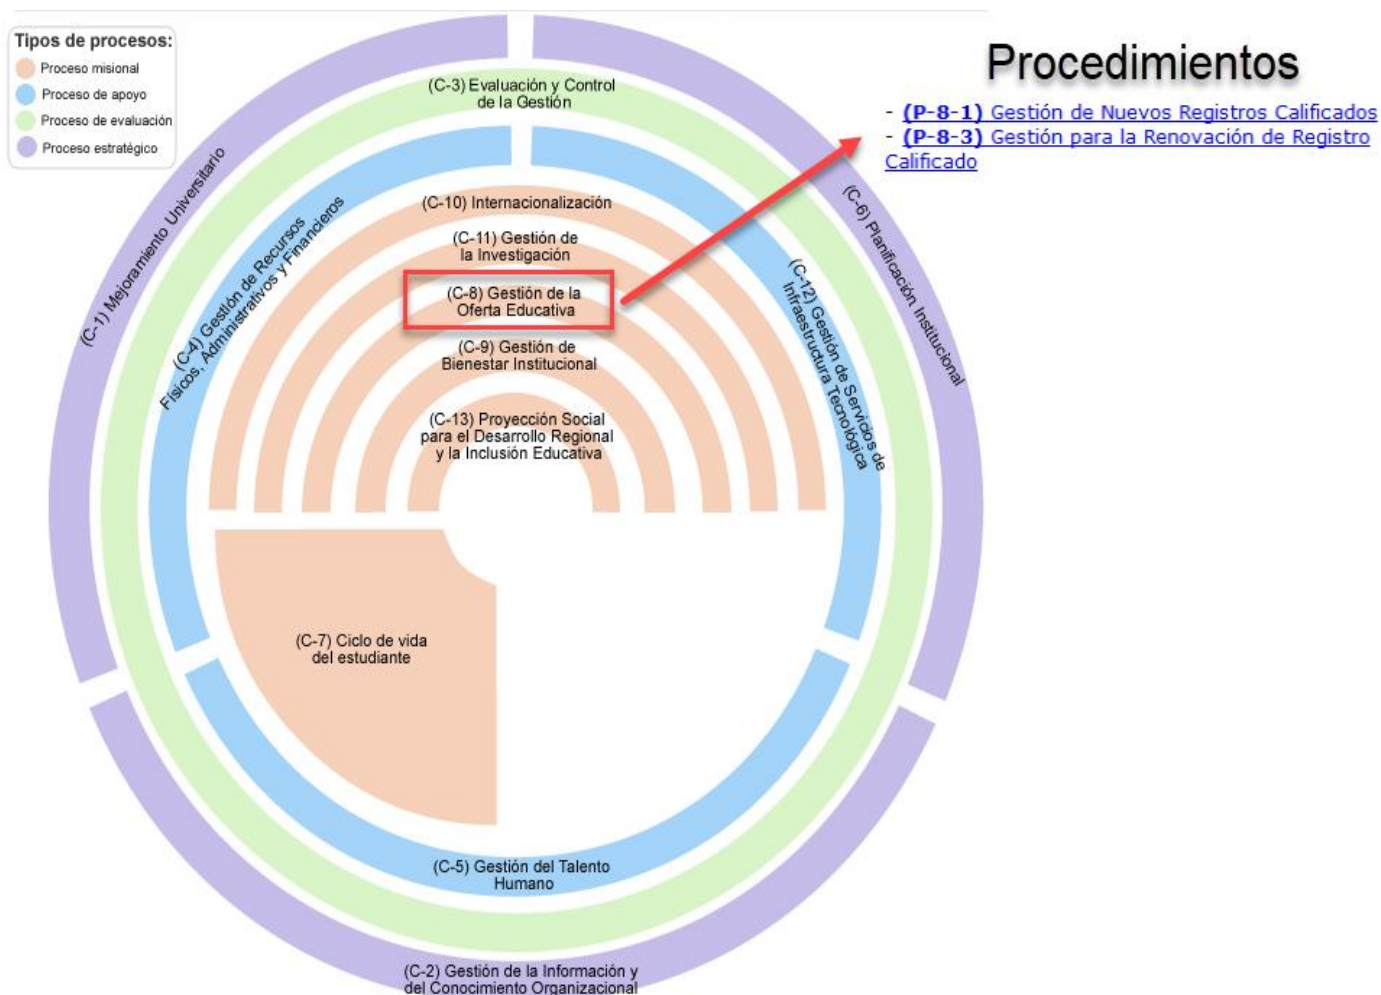 Tipos de procesos:
Proceso misional
Proceso de apoyo
Proceso de evaluación
Proceso estratégico
Procedimientos
- (P-8-1) Gestión de Nuevos Registros Calificados
- (P-8-3) Gestión para la Renovación de Registro
Calificado
(C-3) Evaluación y Control
de la Gestión
(C-1) Mejoramiento Universitario
(C-4) Gestión de Recursos
Físicos, Administrativos y Financieros
(C-10) Internacionalización
(C-11) Gestión de
la Investigación
(C-8) Gestión de la
Oferta Educativa
(C-9) Gestión de
Bienestar Institucional
(C-13) Proyección Social
para el Desarrollo Regional
y la Inclusión Educativa
(C-12) Gestión de Servicios de
Infraestructura Tecnológica
(C-6) Planificación Institucional
(C-7) Ciclo de vida
del estudiante
(C-5) Gestión del Talento
Humano
(C-2) Gestión de la Información y
del Conocimiento Organizacional